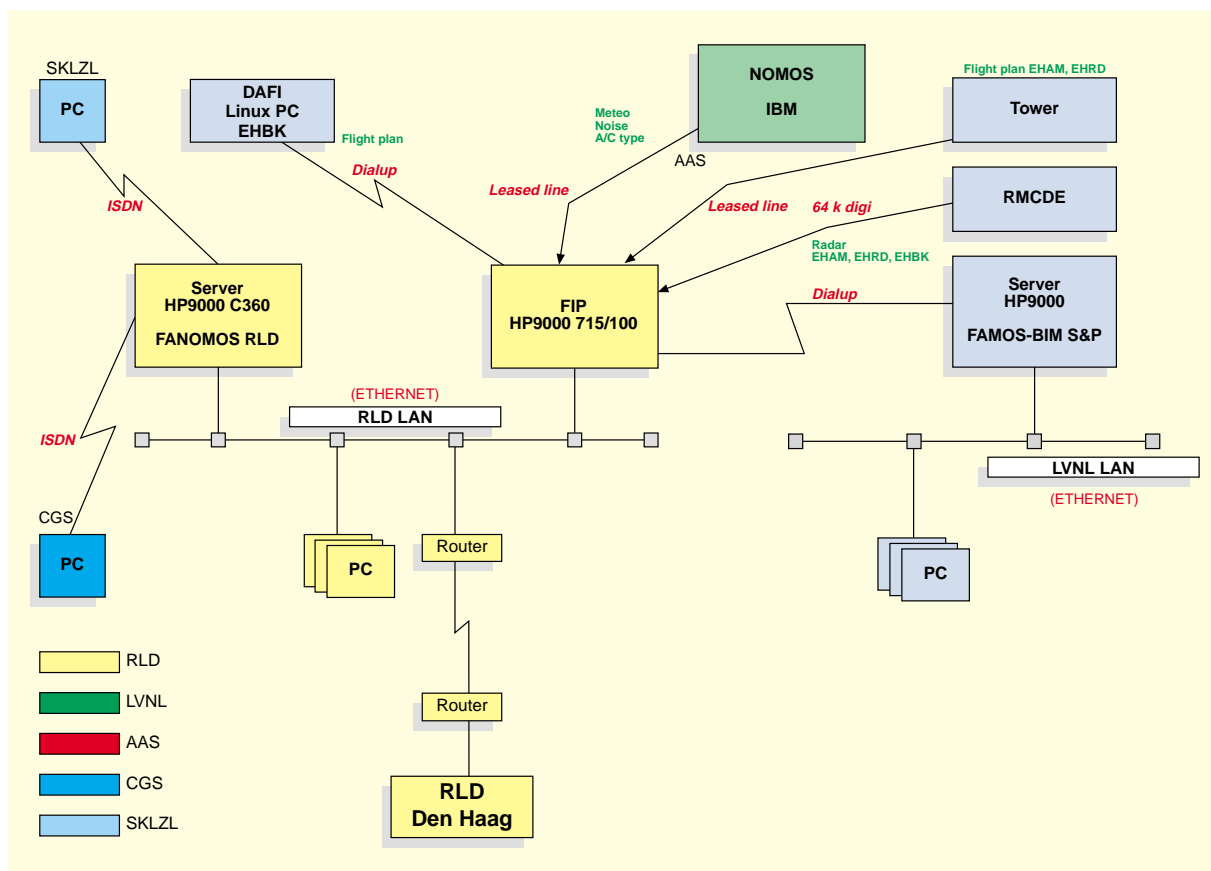 SKLZL
PC
DAFI
Linux PC
EHBK
Flight plan
Dialup
ISDN
Meteo
Noise
A/C type
NOMOS
IBM
AAS
Leased line
Flight plan EHAM, EHRD
Tower
Leased line
64 k digi
RMCDE
Radar
EHAM, EHRD, EHBK
Server
HP9000 C360
FANOMOS RLD
FIP
HP9000 715/100
Dialup
Server
HP9000
FAMOS-BIM S&P
(ETHERNET)
RLD LAN
ISDN
LVNL LAN
(ETHERNET)
CGS
PC
PC
Router
PC
Router
RLD
Den Haag
RLD
LVNL
AAS
CGS
SKLZL